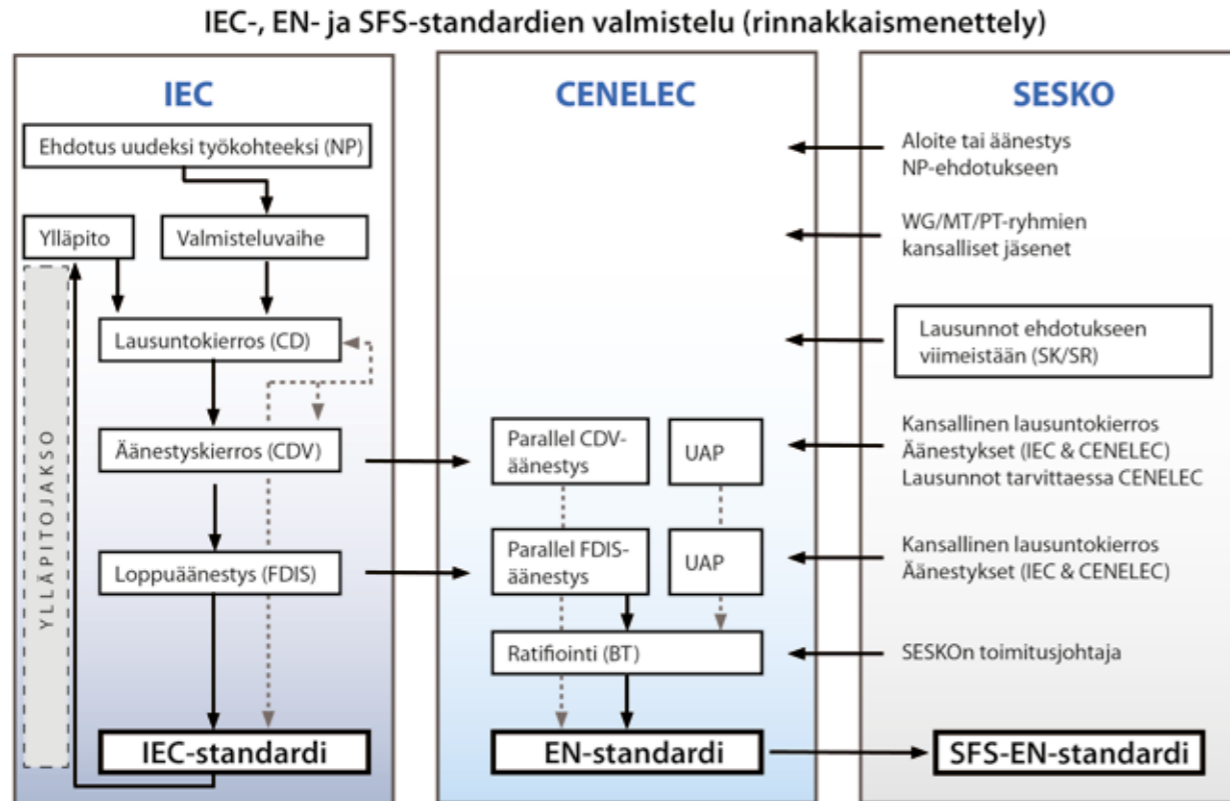 IEC-, EN- ja SFS-standardien valmistelu (rinnakkaismenettely)
IEC
Ehdotus uudeksi työkohteeksi (NP)
Ylläpito
Valmisteluvaihe
Lausuntokierros (CD)
Äänestyskierros (CDV)
Loppuäänestys (FDIS)
YLLÄPITOJAKSO
IEC-standardi
CENELEC
Parallel CDV-
äänestys
UAP
Parallel FDIS-
äänestys
UAP
Ratifiointi (BT)
EN-standardi
SESKO
Aloite tai äänestys
NP-ehdotukseen
WG/MT/PT-ryhmien
kansalliset jäsenet
Lausunnot ehdotukseen
viimeistään (SK/SR)
Kansallinen lausuntokierros
Äänestykset (IEC & CENELEC)
Lausunnot tarvittaessa CENELEC
Kansallinen lausuntokierros
Äänestykset (IEC & CENELEC)
SESKOn toimitusjohtaja
SFS-EN-standardi